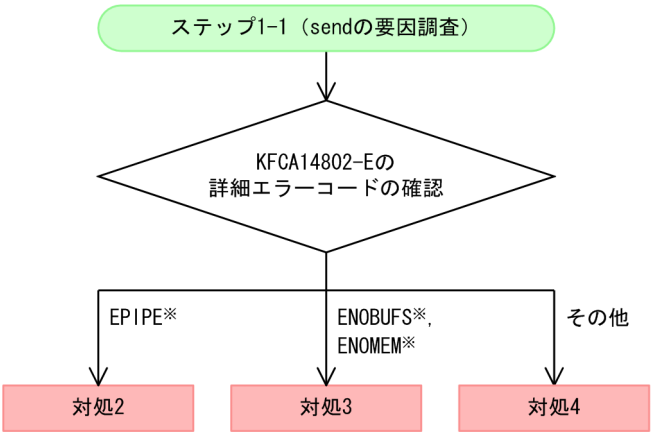 ステップ1-1（sendの要因調査）
KFCA14802-Eの
詳細エラーコードの確認
EPIPE※
ENOBUFS※,
ENOMEM※
その他
対処2
対処3
対処4